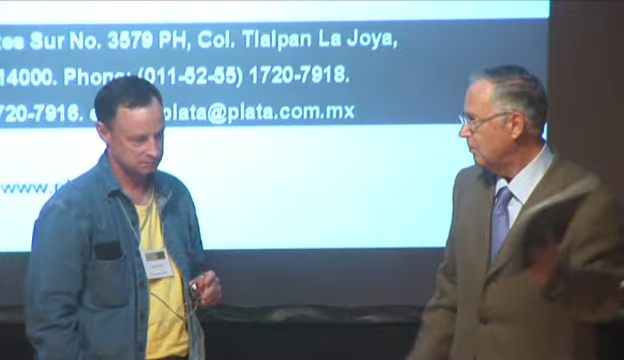 Sur No. 3579 PH, Col. Tlalpan La Joya,
14000. Phone: (011-52-55) 1720-7918.
720-7916. plata@plata.com.mx
www.